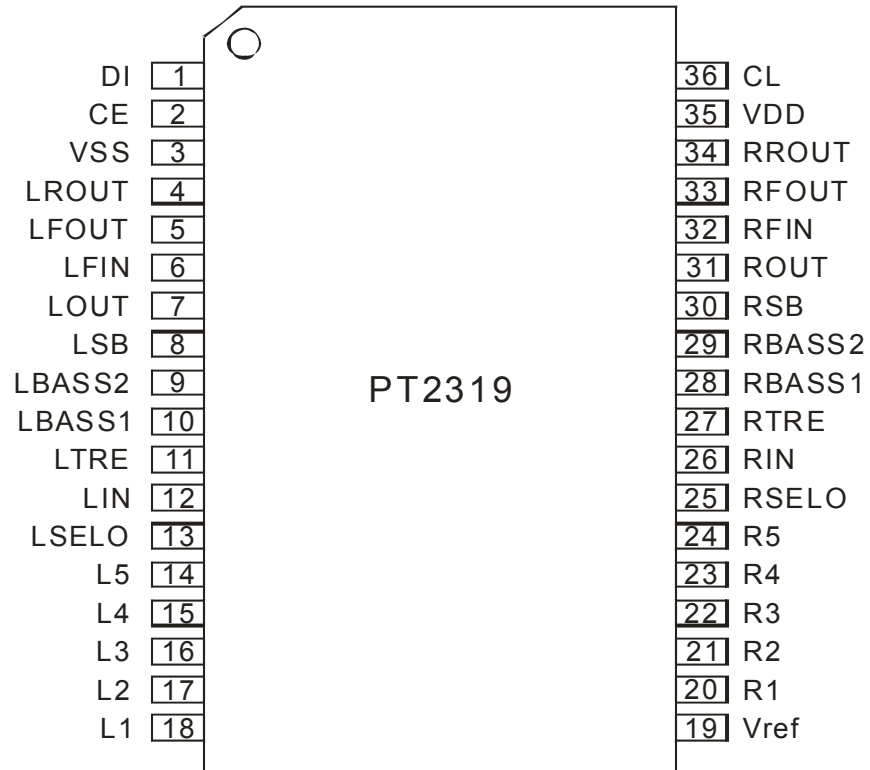 DI 1 36 CL
CE 2 35 VDD
VSS 3 34 RROUT
LROUT 4 33 RFOUT
LFOUT 5 32 RFIN
LFIN 6 31 ROUT
LOUT 7 30 RSB
LSB 8 29 RBASS2
LBASS2 9 PT2319 28 RBASS1
LBASS1 10 27 RTRE
LTRE 11 26 RIN
LIN 12 25 RSELO
LSELO 13 24 R5
L5 14 23 R4
L4 15 22 R3
L3 16 21 R2
L2 17 20 R1
L1 18 19 Vref